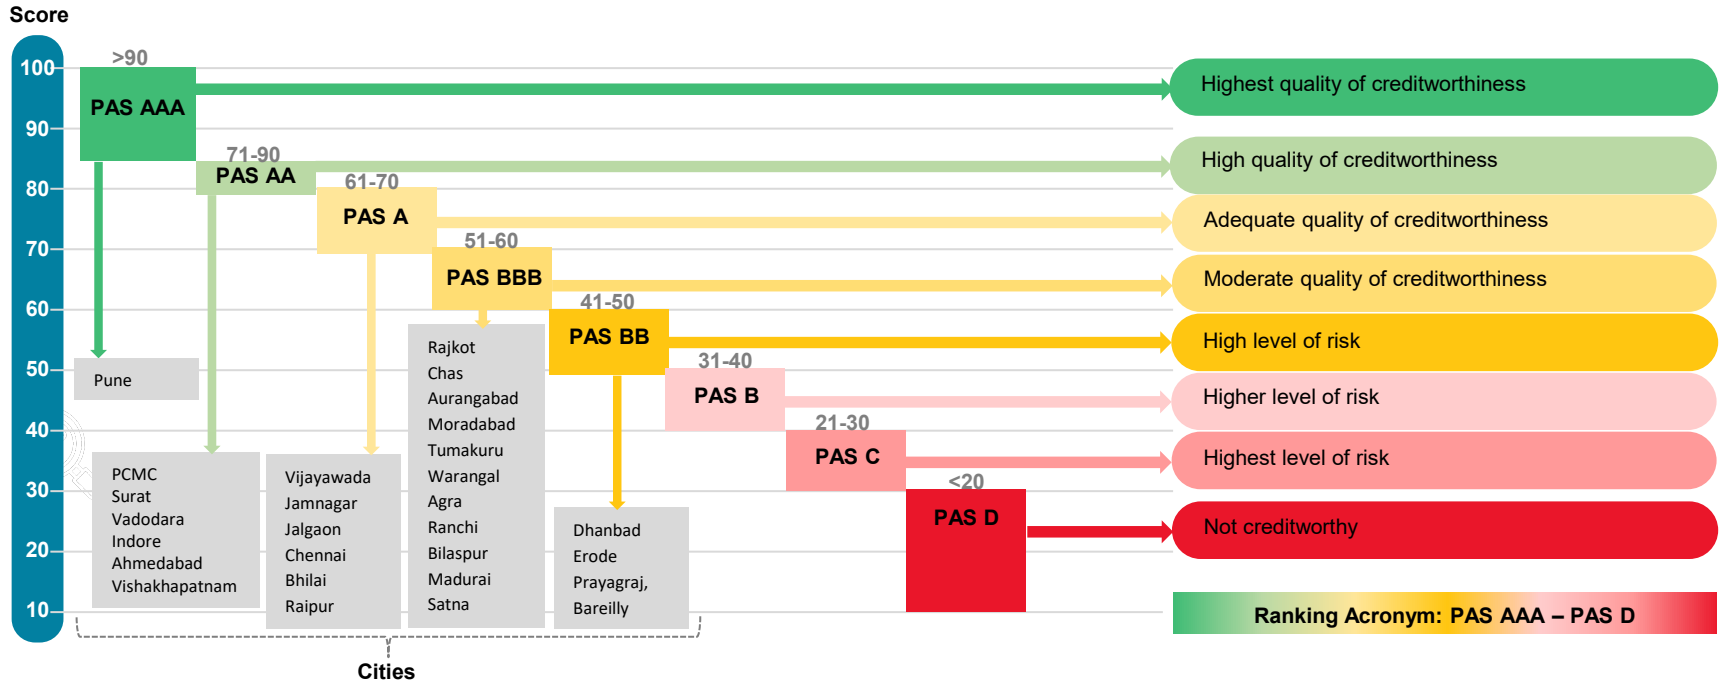 Score
100
90
80
70
60
50
40
30
20
10
>90
PAS AAA
71-90
PAS AA
61-70
PAS A
51-60
PAS BBB
41-50
PAS BB
31-40
PAS B
21-30
PAS C
<20
PAS D
Highest quality of creditworthiness
High quality of creditworthiness
Adequate quality of creditworthiness
Moderate quality of creditworthiness
High level of risk
Higher level of risk
Highest level of risk
Not creditworthy
Pune
PCMC
Surat
Vadodara
Indore
Ahmedabad
Vishakhapatnam
Vijayawada
Jamnagar
Jalgaon
Chennai
Bhilai
Raipur
Rajkot
Chas
Aurangabad
Moradabad
Tumakuru
Warangal
Agra
Ranchi
Bilaspur
Madurai
Satna
Dhanbad
Erode
Prayagraj,
Bareilly
Cities
Ranking Acronym: PAS AAA – PAS D